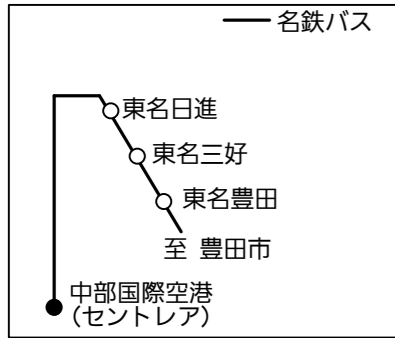 名鉄バス
東名日進
東名三好
東名豊田
至 豊田市
中部国際空港
(セントレア)